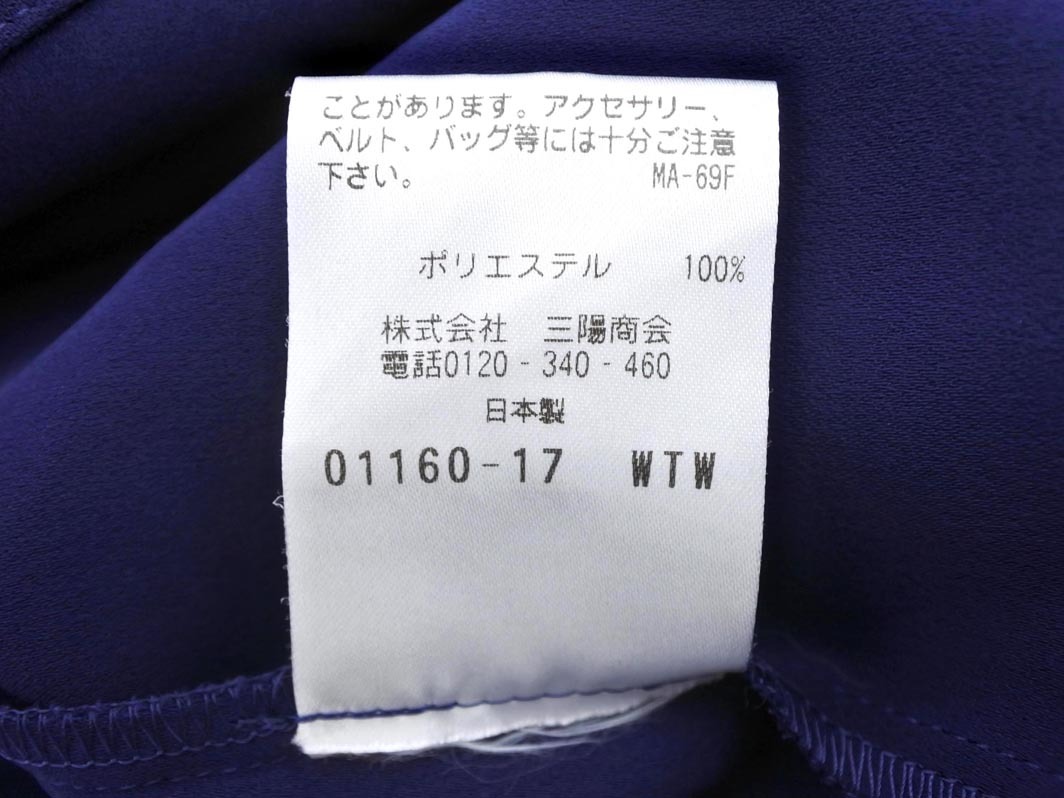 ことがあります。アクセサリー、
ベルト、バッグ等には十分ご注意
下さい。 MA-69F
ポリエステル 100%
株式会社 三陽商会
電話0120-340-460
日本製
01160-17 WTW